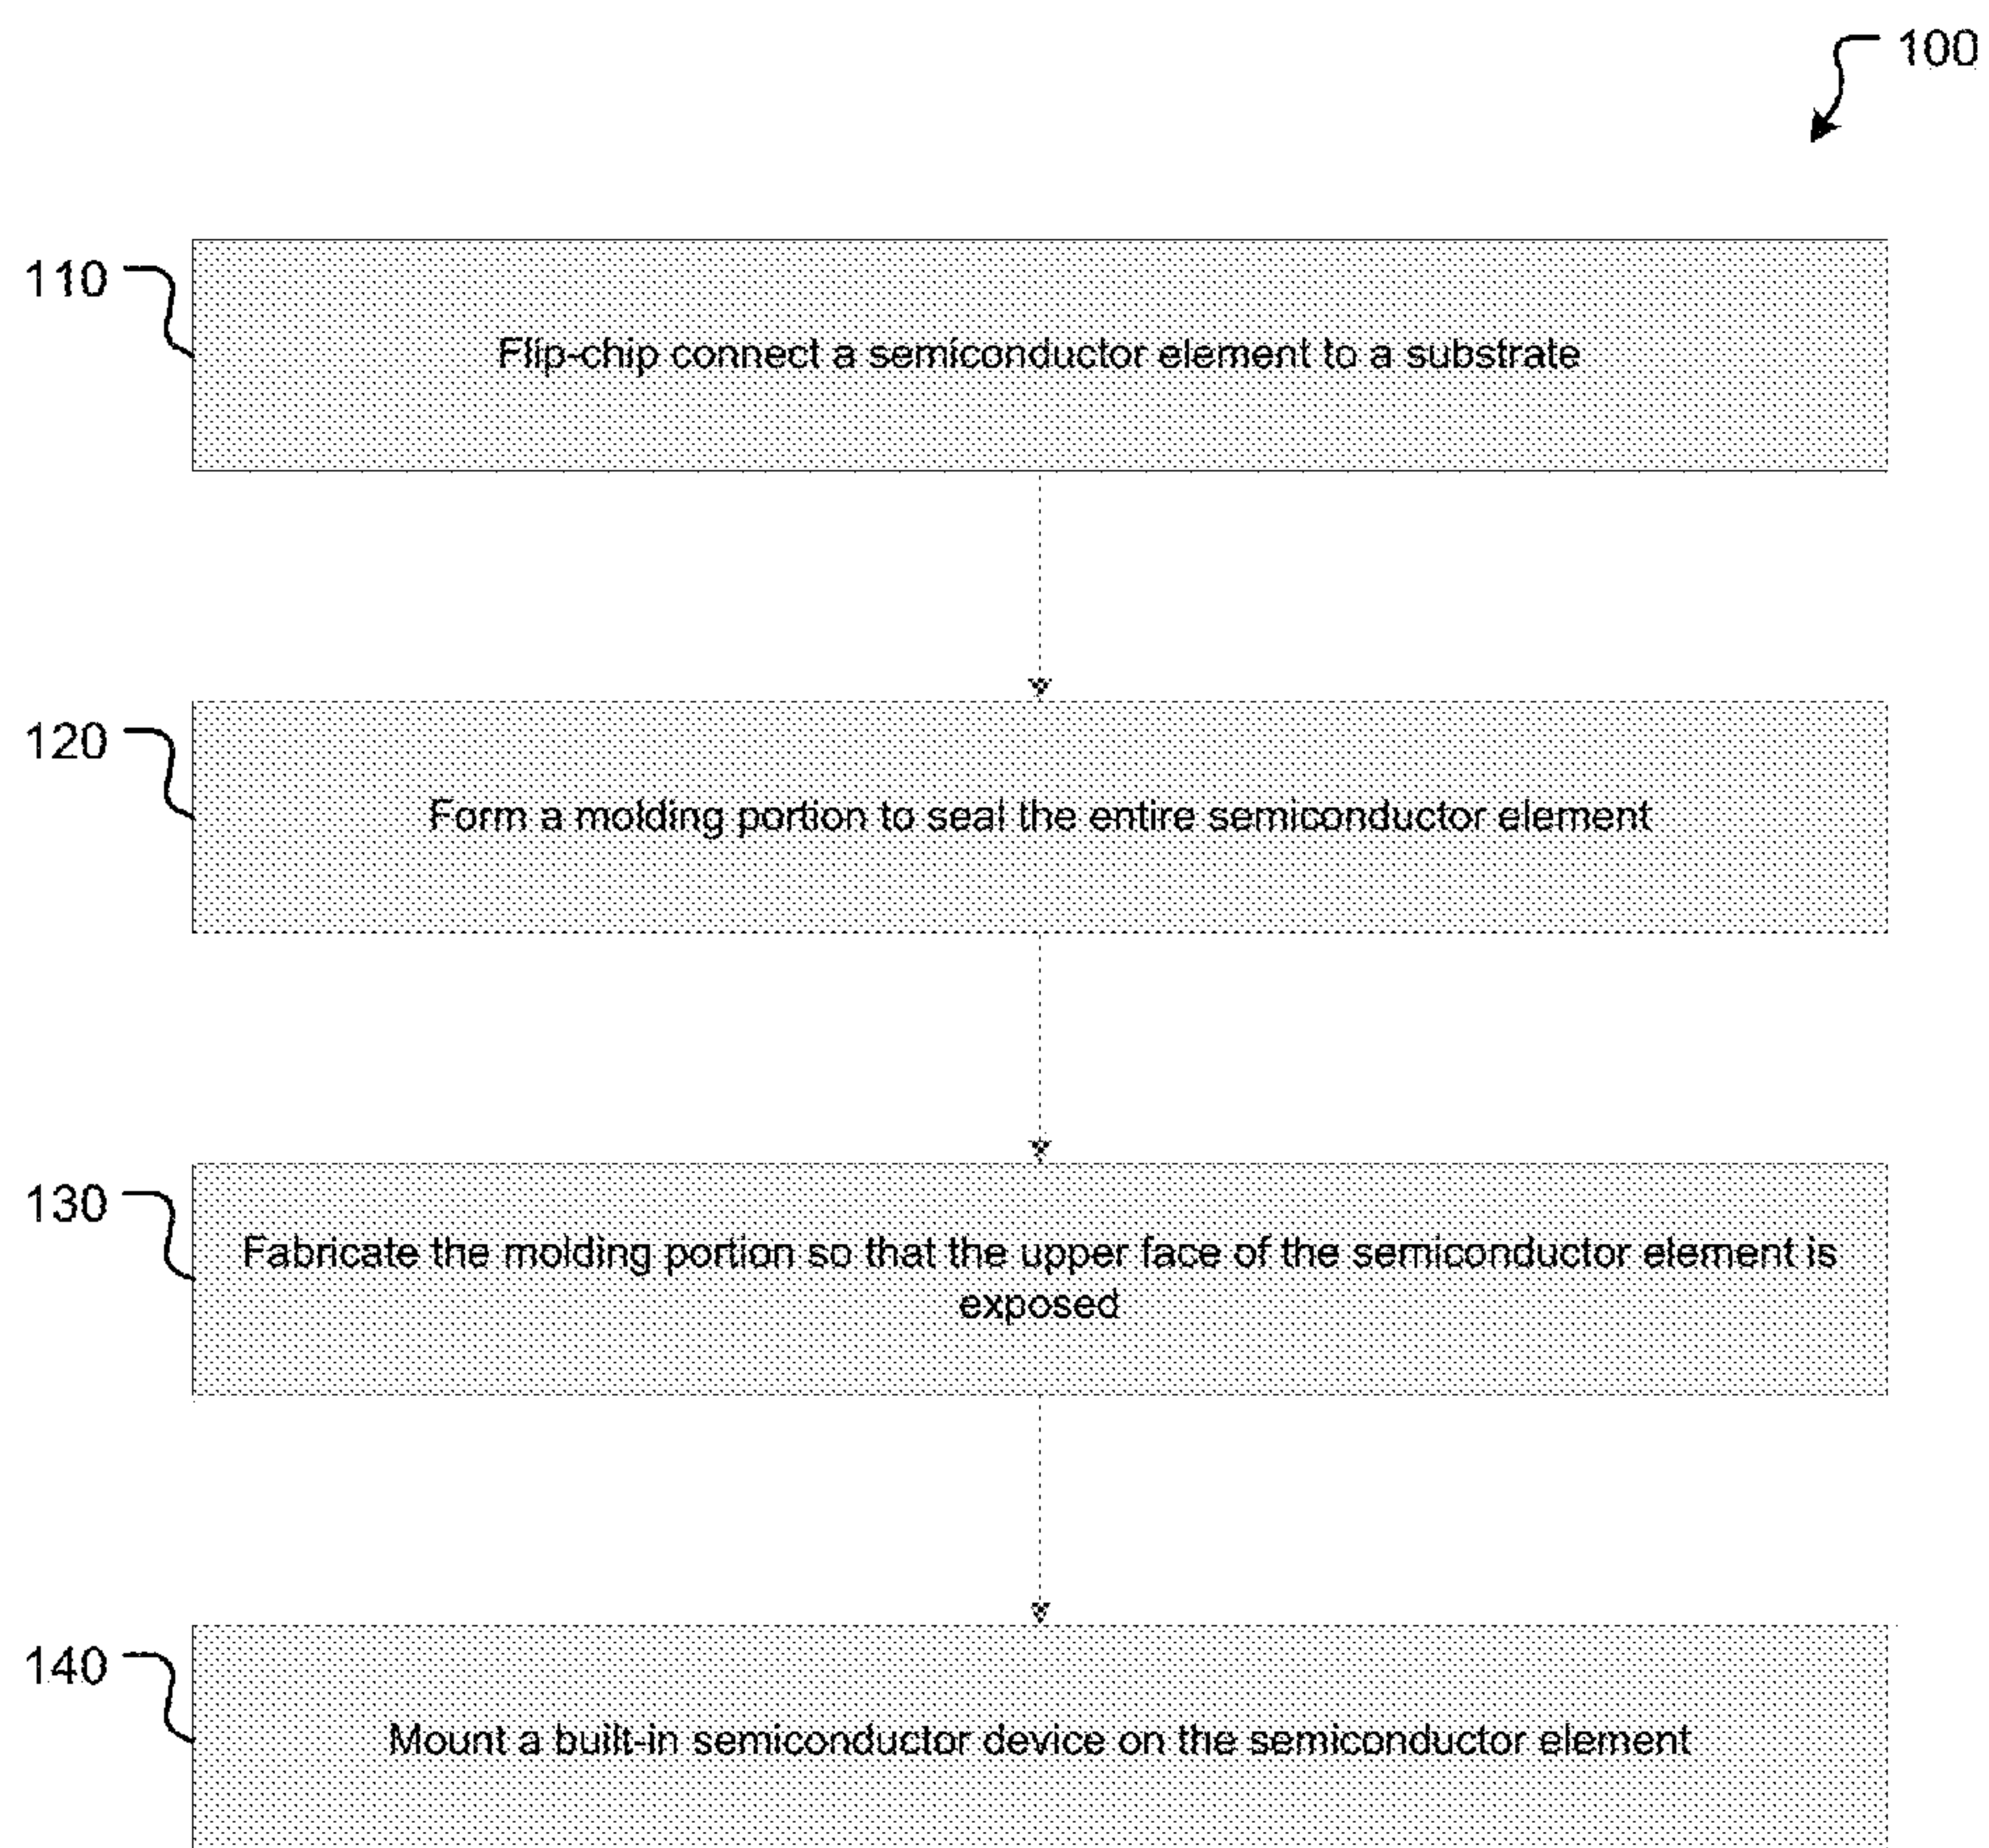 100
110
Flip-chip connect a semiconductor element to a substrate
120
Form a molding portion to seal the entire semiconductor element
130
Fabricate the molding portion so that the upper face of the semiconductor element is
exposed
140
Mount a built-in semiconductor device on the semiconductor element